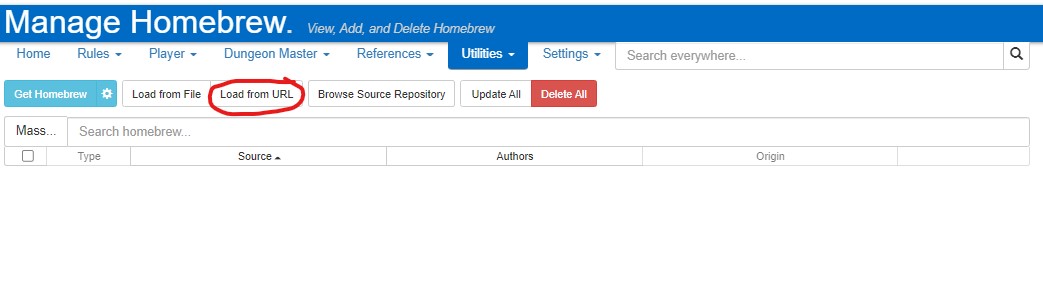 Manage Homebrew. View, Add, and Delete Homebrew
Home Rules Player Dungeon Master References Utilities Settings Search everywhere...
Get Homebrew Load from File Load from URL Browse Source Repository Update All Delete All
Mass... Search homebrew...
Type Source Authors Origin